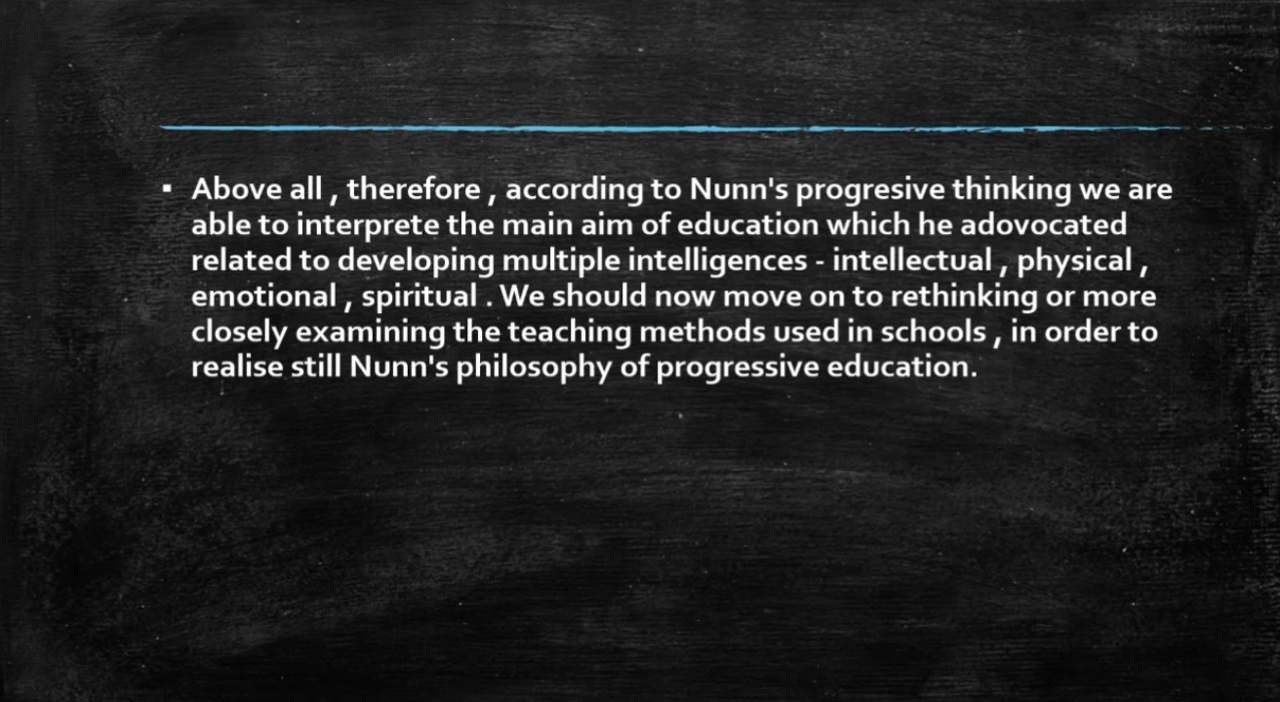 ▪ Above all , therefore , according to Nunn's progresive thinking we are
able to interprete the main aim of education which he adovocated
related to developing multiple intelligences - intellectual , physical ,
emotional , spiritual . We should now move on to rethinking or more
closely examining the teaching methods used in schools , in order to
realise still Nunn's philosophy of progressive education.